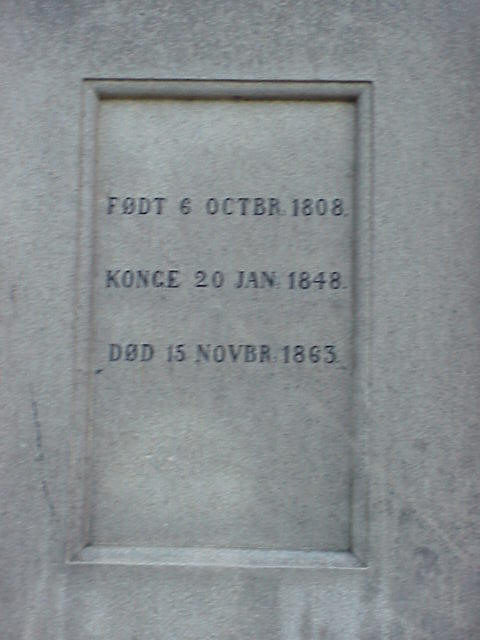 FØDT 6 OCTBR. 1808.
KONGE 20 JAN. 1848.
DØD 15 NOVBR. 1863.